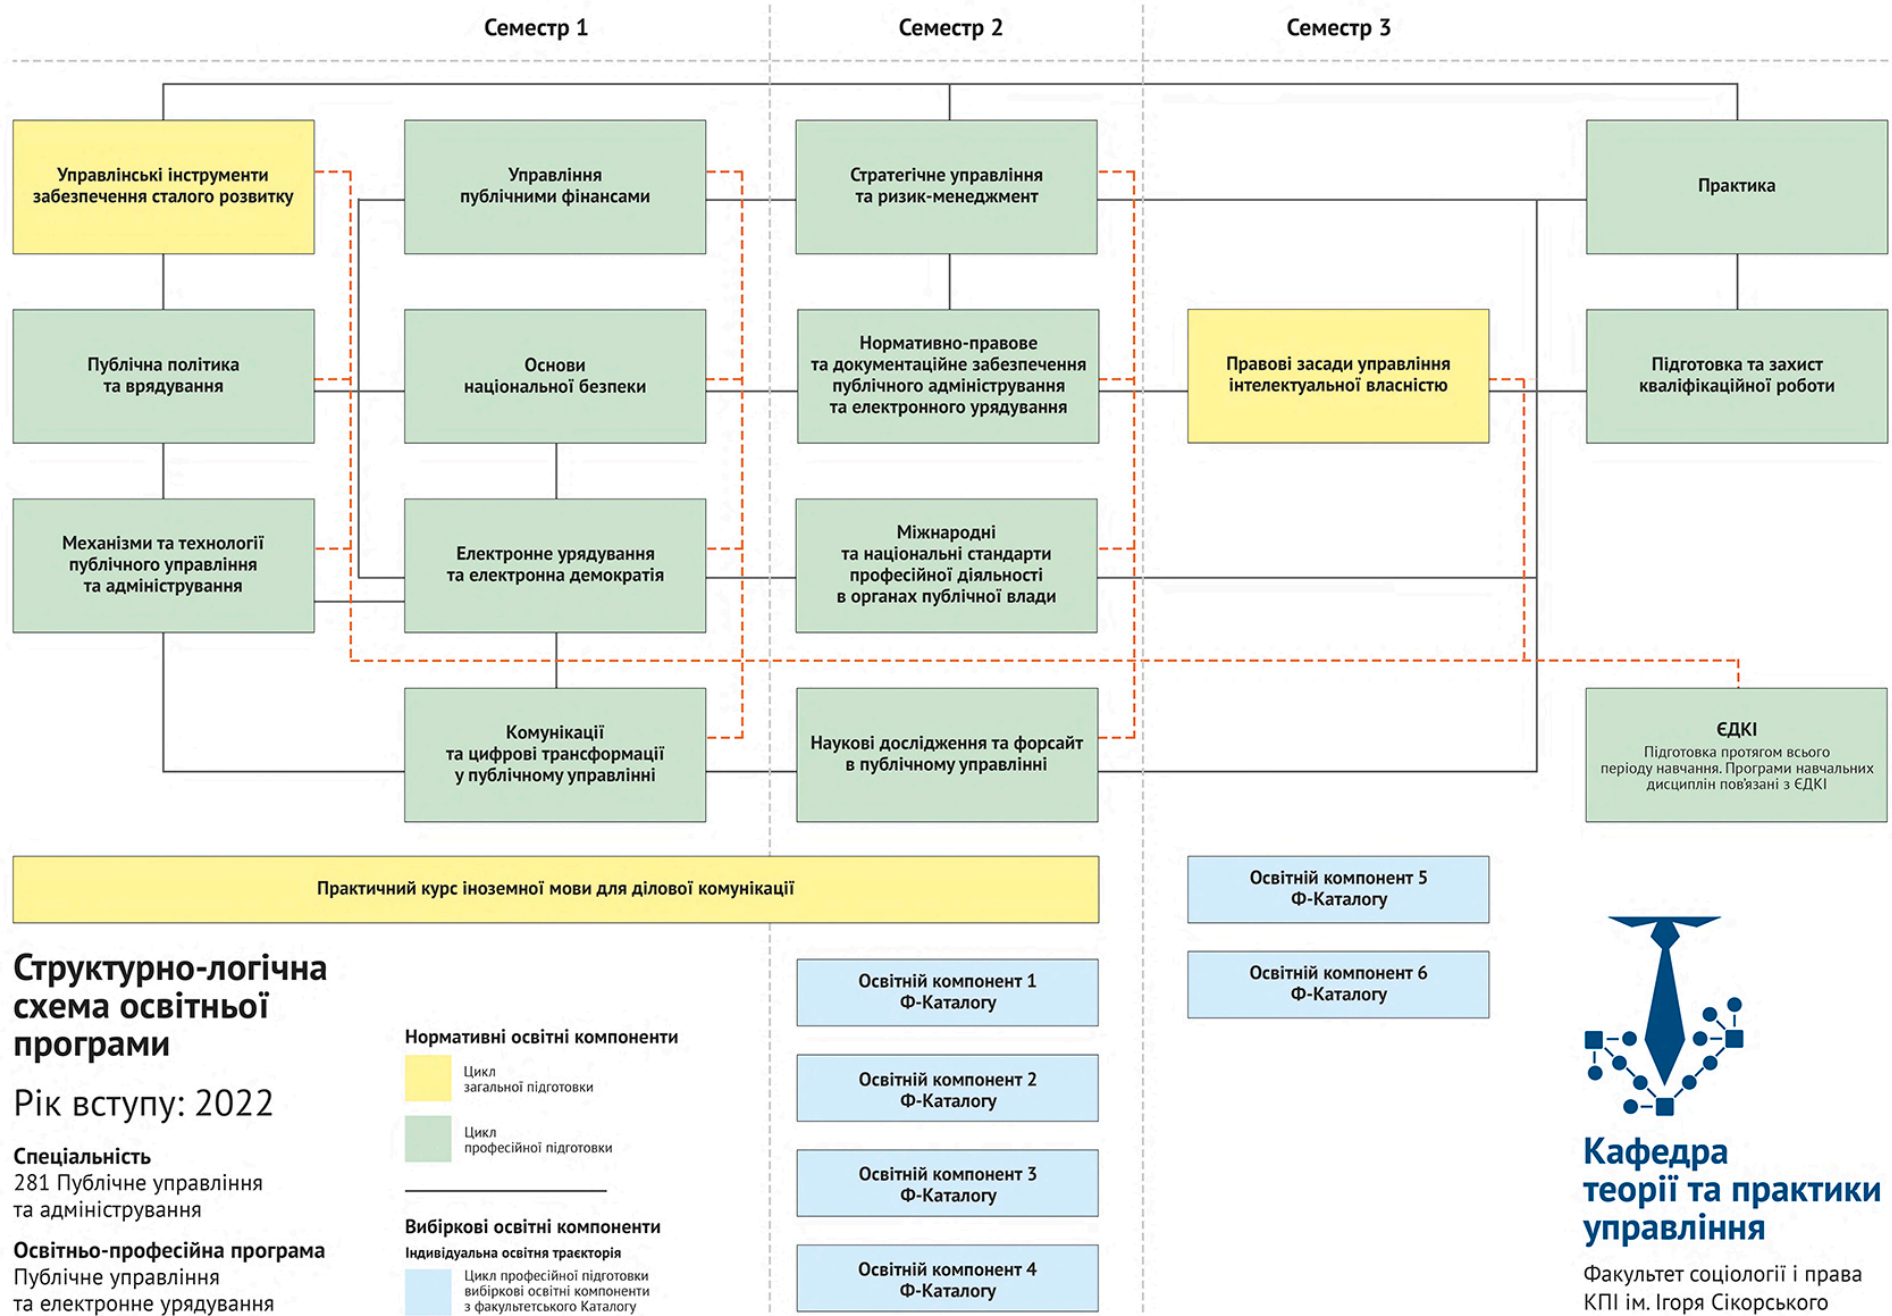 Семестр 1
Семестр 2
Семестр 3
Управлінські інструменти
забезпечення сталого розвитку
Управління
публічними фінансами
Стратегічне управління
та ризик-менеджмент
Практика
Публічна політика
та врядування
Основи
національної безпеки
Нормативно-правове
та документаційне забезпечення
публічного адміністрування
та електронного урядування
Правові засади управління
інтелектуальної власністю
Підготовка та захист
кваліфікаційної роботи
Механізми та технології
публічного управління
та адміністрування
Електронне урядування
та електронна демократія
Міжнародні
та національні стандарти
професійної діяльності
в органах публічної влади
Комунікації
та цифрові трансформації
у публічному управлінні
Наукові дослідження та форсайт
в публічному управлінні
ЄДКІ
Підготовка протягом всього
періоду навчання. Програми навчальних
дисциплін пов'язані з ЄДКІ
Практичний курс іноземної мови для ділової комунікації
Освітній компонент 5
Ф-Каталогу
Освітній компонент 6
Ф-Каталогу
Освітній компонент 1
Ф-Каталогу
Освітній компонент 2
Ф-Каталогу
Освітній компонент 3
Ф-Каталогу
Освітній компонент 4
Ф-Каталогу
Структурно-логічна
схема освітньої
програми
Рік вступу: 2022
Спеціальність
281 Публічне управління
та адміністрування
Освітньо-професійна програма
Публічне управління
та електронне урядування
Нормативні освітні компоненти
Цикл
загальної підготовки
Цикл
професійної підготовки
Вибіркові освітні компоненти
Індивідуальна освітня траєкторія
Цикл професійної підготовки
вибіркові освітні компоненти
з факультетського Каталогу
Кафедра
теорії та практики
управління
Факультет соціології і права
КПІ ім. Ігоря Сікорського